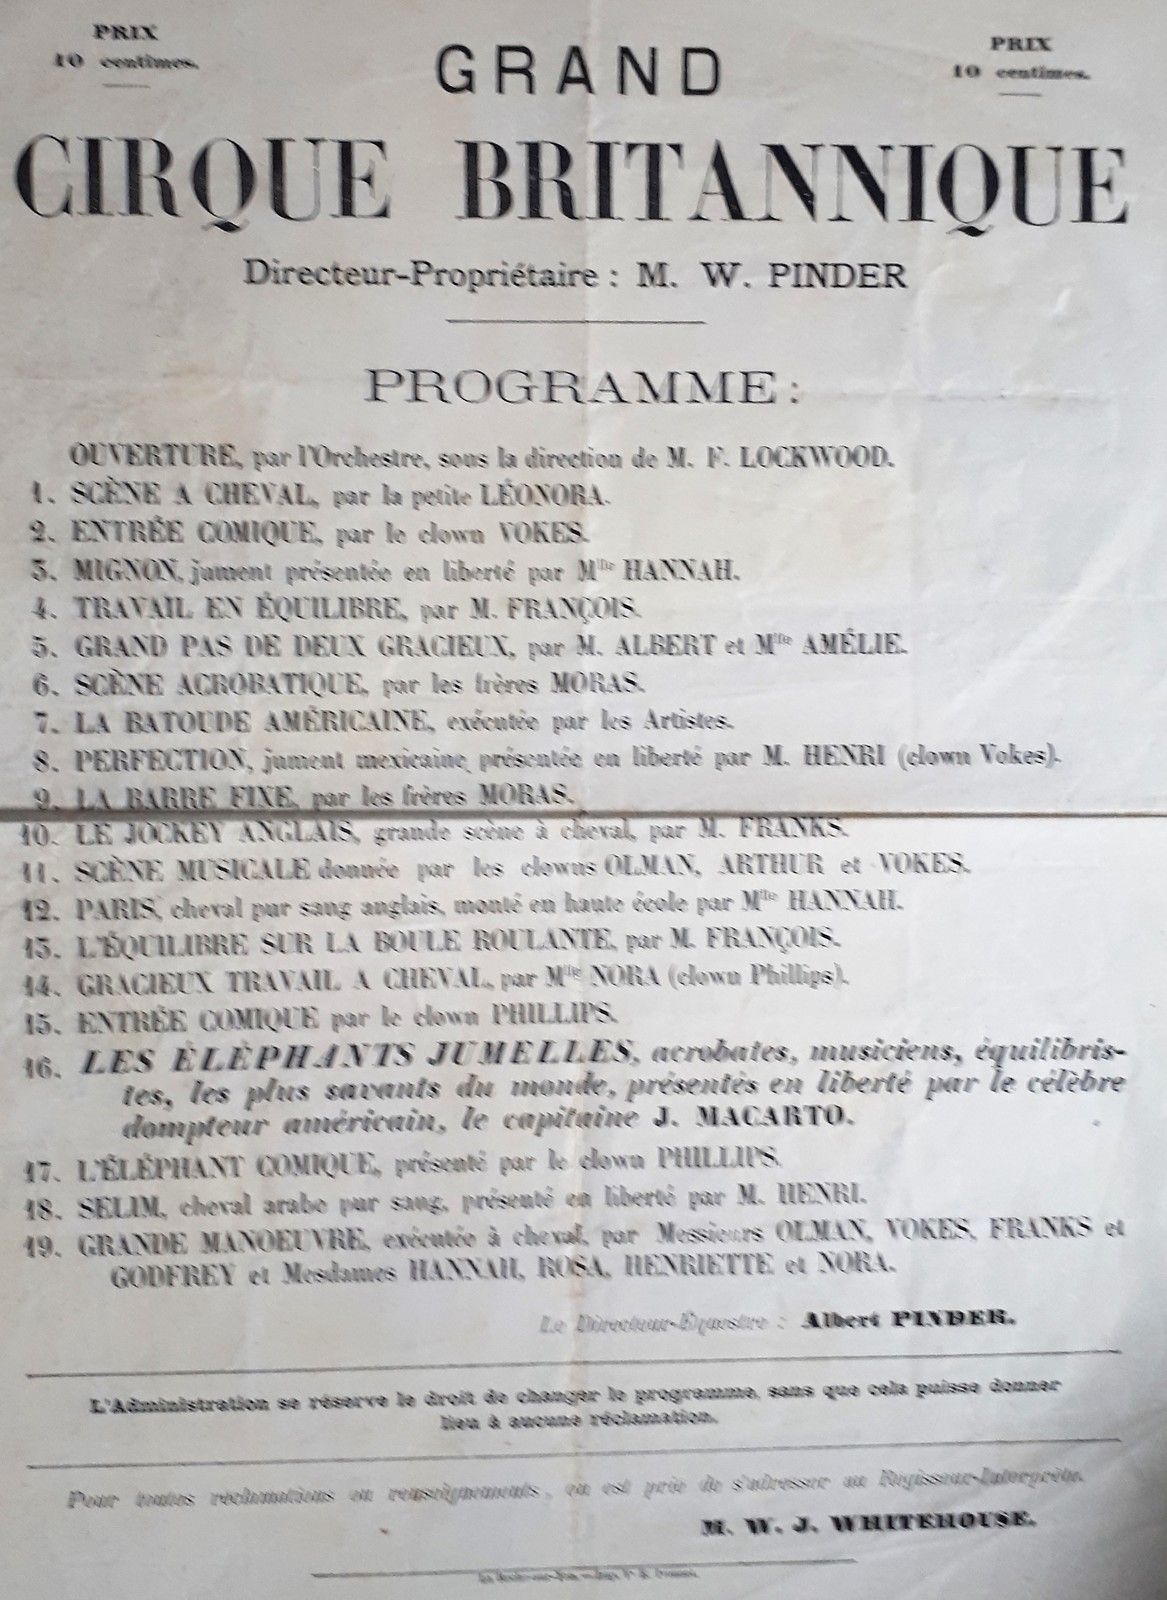 PRIX
10 centimes.
PRIX
10 centimes.
GRAND
CIRQUE BRITANNIQUE
Directeur-Propriétaire : M. W. PINDER
PROGRAMME :
OUVERTURE, par l'Orchestre, sous la direction de M. F. LOCKWOOD.
1. SCÈNE A CHEVAL, par la petite LÉONORA.
2. ENTRÉE COMIQUE, par le clown VOKES.
3. MIGNON, jument présentée en liberté par Mlle HANNAH.
4. TRAVAIL EN ÉQUILIBRE, par M. FRANÇOIS.
5. GRAND PAS DE DEUX GRACIEUX, par M. ALBERT et Mlle AMÉLIE.
6. SCÈNE ACROBATIQUE, par les frères MORAS.
7. LA BATOUDE AMÉRICAINE, exécutée par les Artistes.
8. PERFECTION, jument mexicaine, présentée en liberté par M. HENRI (clown Vokes).
9. LA BARRE FIXE, par les frères MORAS.
10. LE JOCKEY ANGLAIS, grande scène à cheval, par M. FRANKS.
11. SCÈNE MUSICALE donnée par les clowns OLMAN, ARTHUR et VOKES.
12. PARIS, cheval pur sang anglais, monté en haute école par Mlle HANNAH.
13. L'ÉQUILIBRE SUR LA BOULE ROULANTE, par M. FRANÇOIS.
14. GRACIEUX TRAVAIL A CHEVAL, par Mlle NORA (clown Phillips).
15. ENTRÉE COMIQUE par le clown PHILLIPS.
16. LES ÉLÉPHANTS JUMELLES, acrobates, musiciens, équilibris-
tes, les plus savants du monde, présentés en liberté par le célèbre
dompteur américain, le capitaine J. MACARTO.
17. L'ÉLÉPHANT COMIQUE, présenté par le clown PHILLIPS.
18. SELIM, cheval arabe pur sang, présenté en liberté par M. HENRI.
19. GRANDE MANOEUVRE, exécutée à cheval, par Messieurs OLMAN, VOKES, FRANKS et
GODFREY et Mesdames HANNAH, ROSA, HENRIETTE et NORA.
Le Directeur-Équestre : Albert PINDER.
L'Administration se réserve le droit de changer le programme, sans que cela puisse donner
lieu à aucune réclamation.
Pour toutes réclamations ou renseignements, on est prié de s'adresser au Régisseur-Interprète.
M. W. J. WHITEHOUSE.